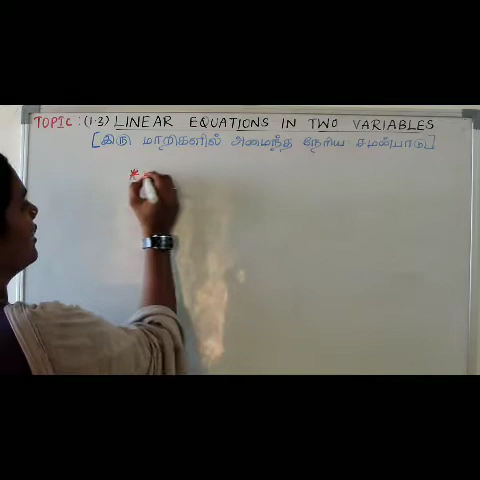 TOPIC : (1.3) LINEAR EQUATIONS IN TWO VARIABLES
[இரு மாறிகளில் அமைந்த நேரிய சமன்பாடு]
*